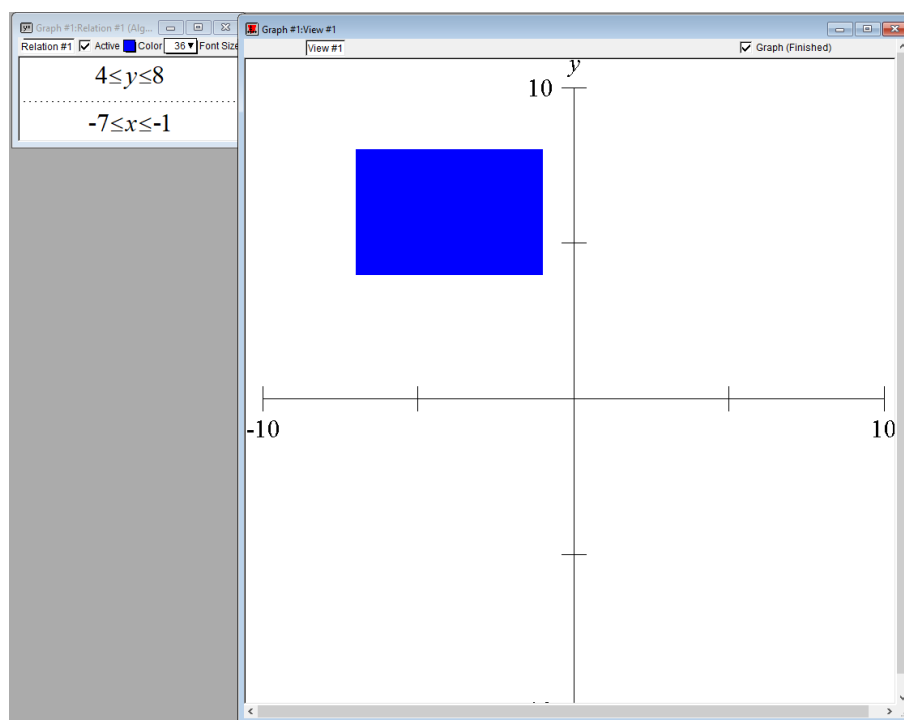 Graph #1:Relation #1 (Alg...
Relation #1 Active Color 36 Font Size
4≤y≤8
-7≤x≤-1
Graph #1:View #1
View #1 Graph (Finished)
y
10
-10 10